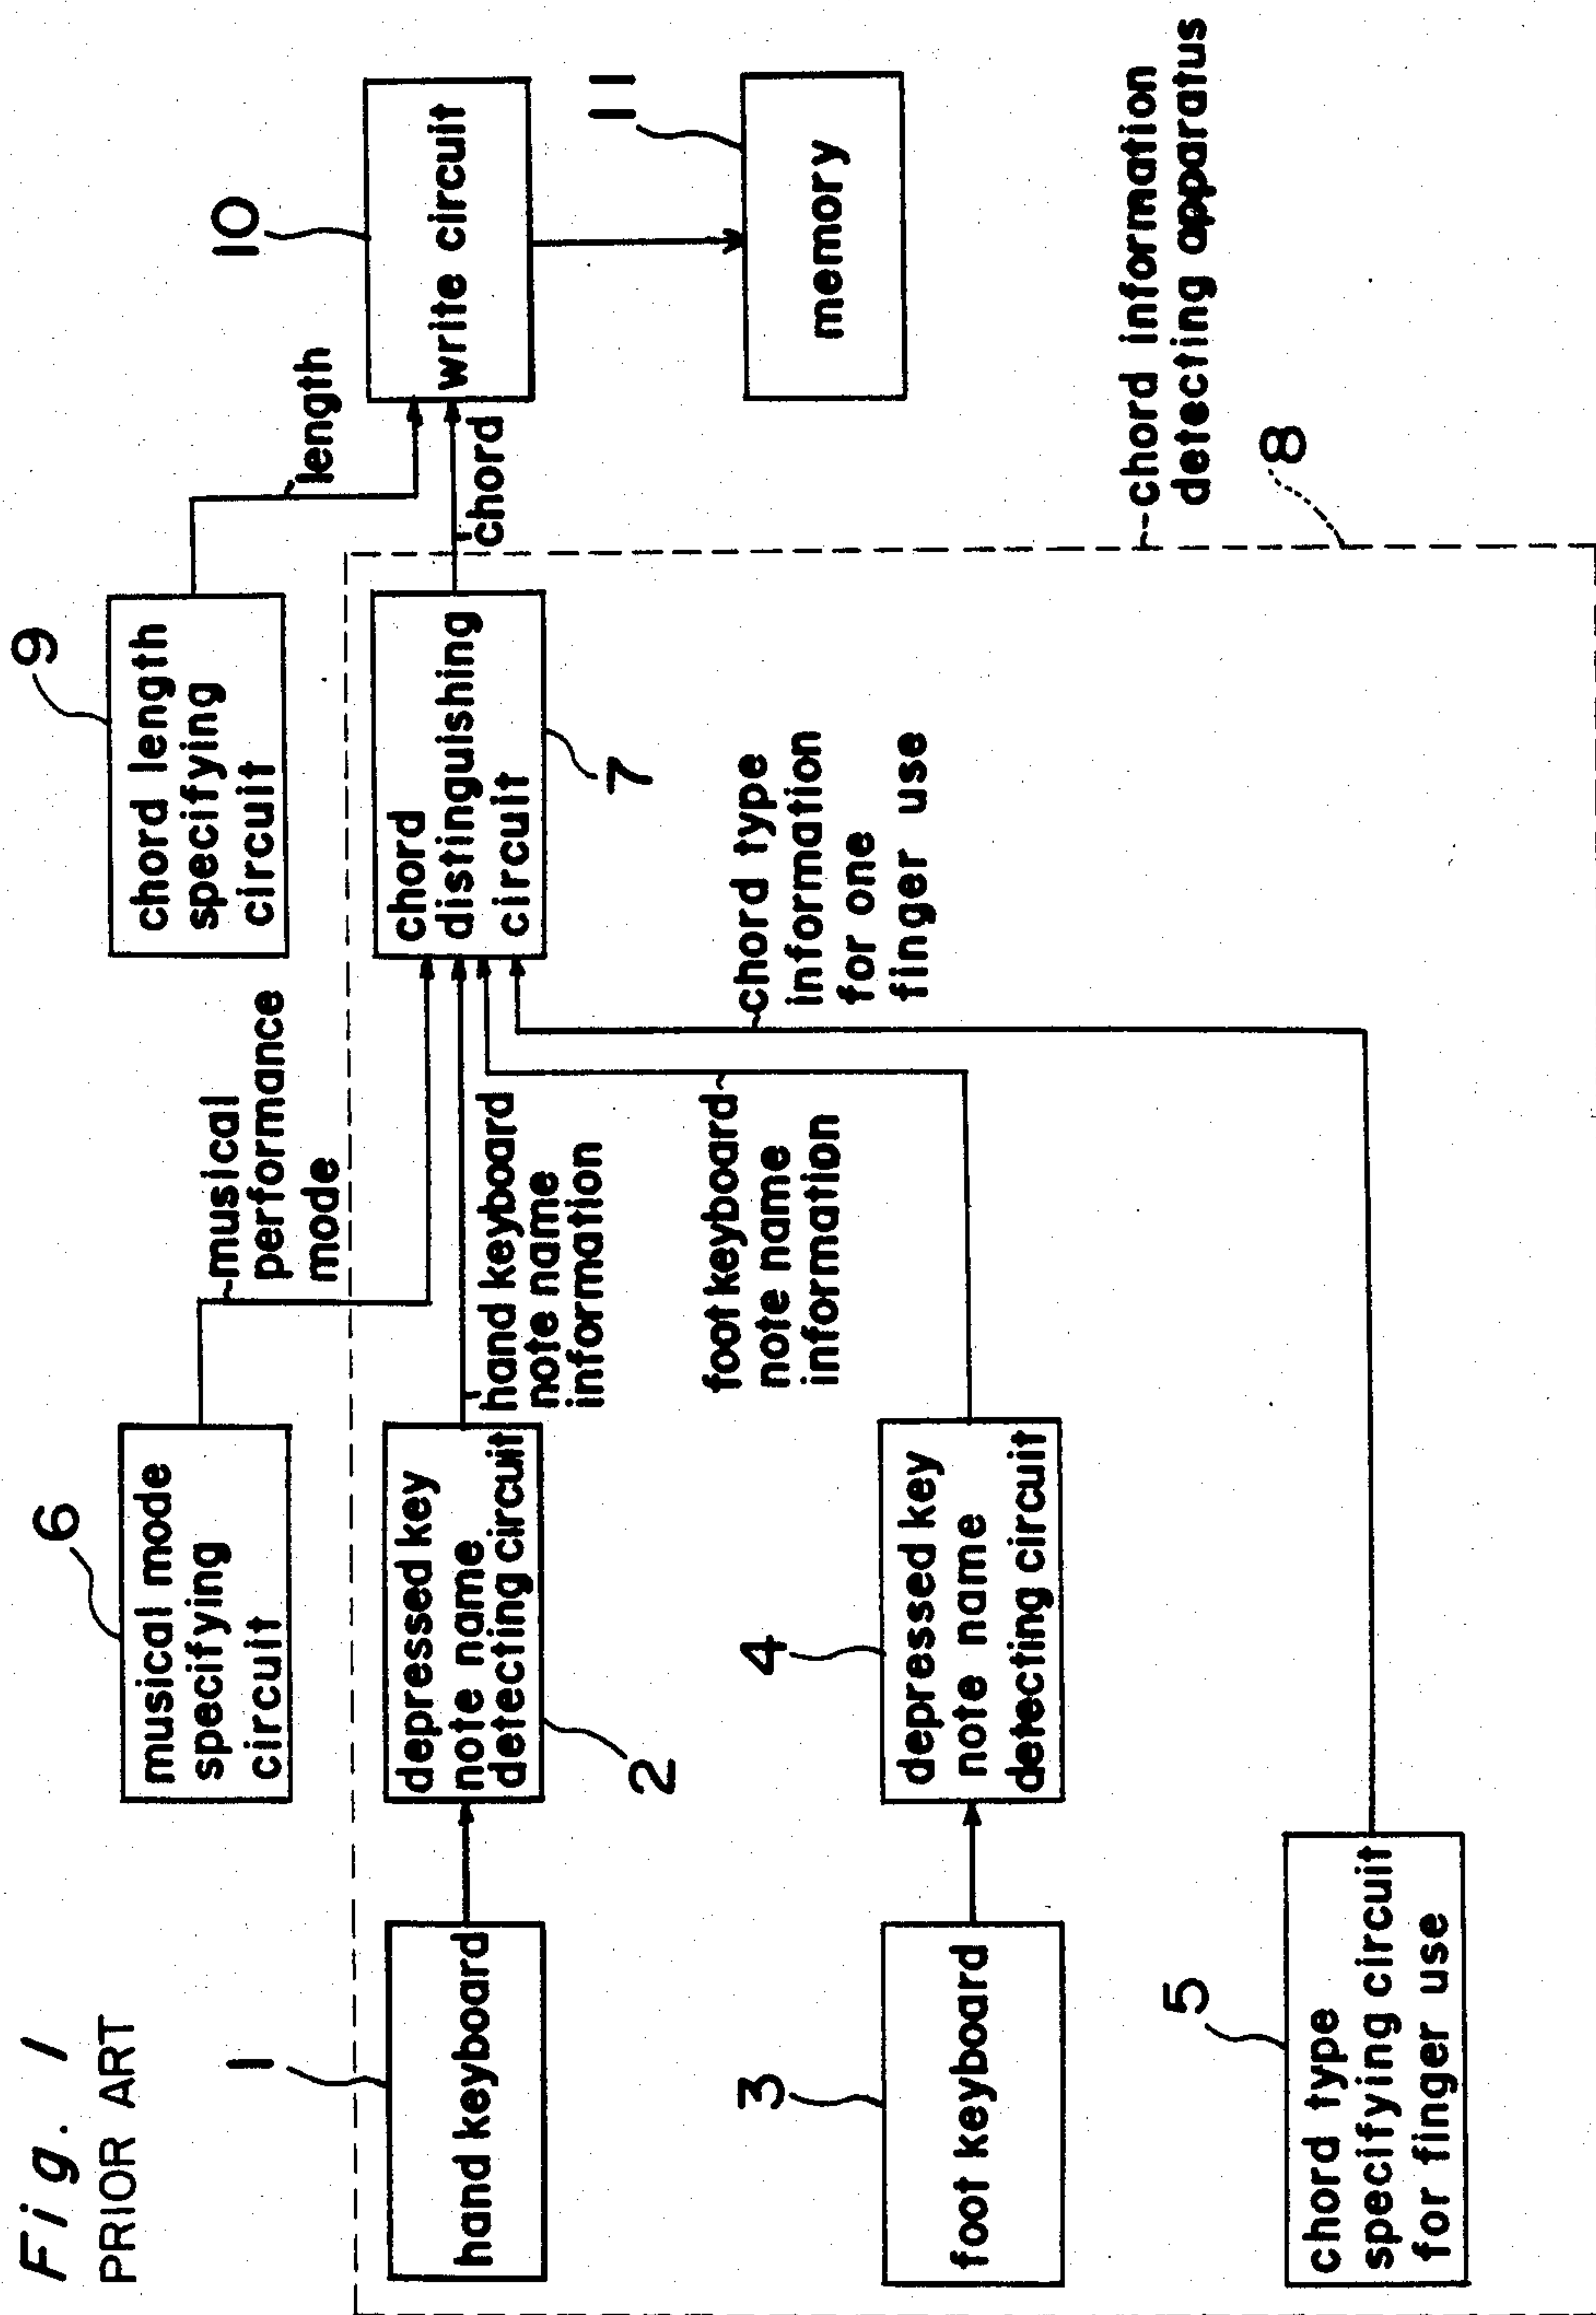 Fig. 1
PRIOR ART
6
musical mode
specifying
circuit
musical
performance
mode
9
chord length
specifying
circuit
length
10
write circuit
1
hand keyboard
depressed key
note name
detecting circuit
2
hand keyboard
note name
information
chord
distinguishing
circuit
7
chord
11
memory
3
foot keyboard
4
depressed key
note name
detecting circuit
foot keyboard
note name
information
chord type
information
for one
finger use
5
chord type
specifying circuit
for finger use
chord information
detecting apparatus
8